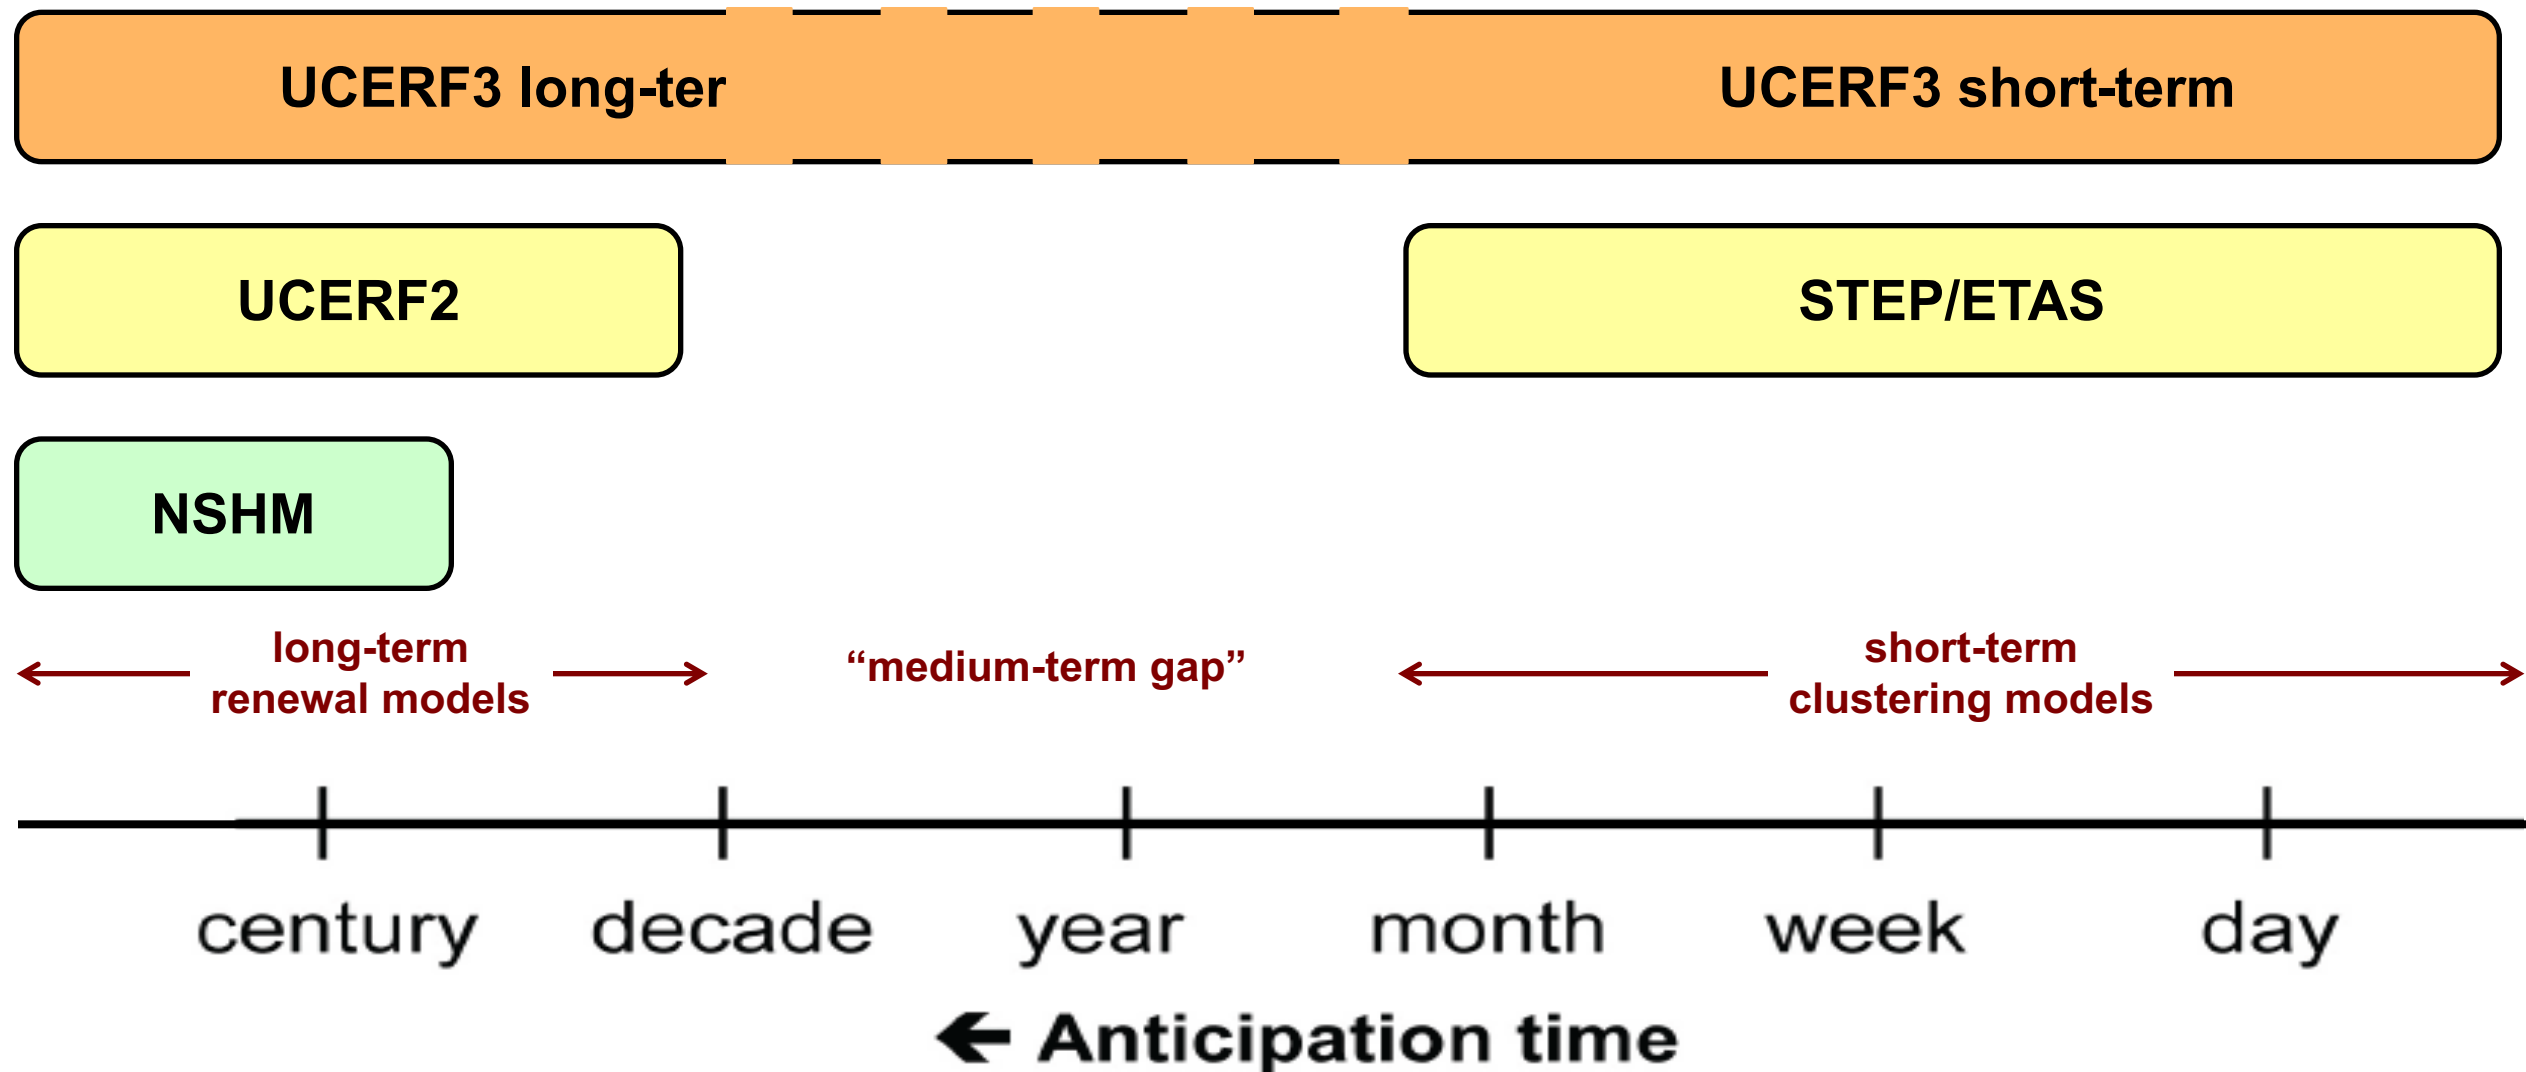 UCERF3 long-ter
UCERF3 short-term
UCERF2
STEP/ETAS
NSHM
long-term
renewal models
“medium-term gap”
short-term
clustering models
century
decade
year
month
week
day
← Anticipation time